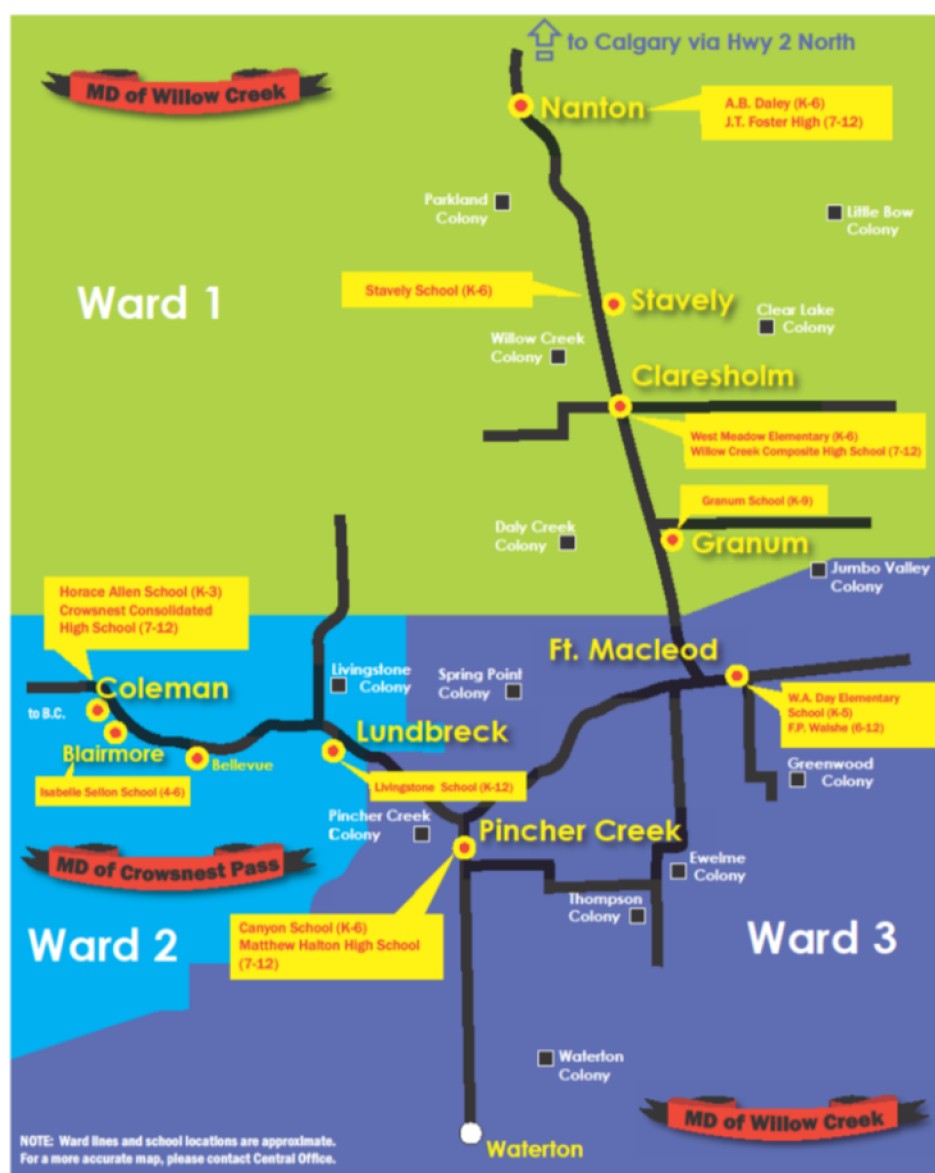 to Calgary via Hwy 2 North
MD of Willow Creek
Nanton
A.B. Daley (K-6)
J.T. Foster High (7-12)
Parkland
Colony
Little Bow
Colony
Ward 1
Stavely School (K-6)
Stavely
Clear Lake
Colony
Willow Creek
Colony
Claresholm
West Meadow Elementary (K-6)
Willow Creek Composite High School (7-12)
Granum School (K-9)
Daly Creek
Colony
Granum
Jumbo Valley
Colony
Horace Allen School (K-3)
Crowsnest Consolidated
High School (7-12)
Ft. Macleod
Livingstone
Colony
Spring Point
Colony
Coleman
to B.C.
W.A. Day Elementary
School (K-5)
F.P. Walshe (6-12)
Lundbreck
Blairmore
Bellevue
Greenwood
Colony
Isabelle Sellon School (4-6)
Livingstone School (K-12)
Pincher Creek
Colony
Pincher Creek
MD of Crowsnest Pass
Ewelme
Colony
Thompson
Colony
Canyon School (K-6)
Matthew Halton High School
(7-12)
Ward 2
Ward 3
Waterton
Colony
MD of Willow Creek
NOTE: Ward lines and school locations are approximate.
For a more accurate map, please contact Central Office.
Waterton